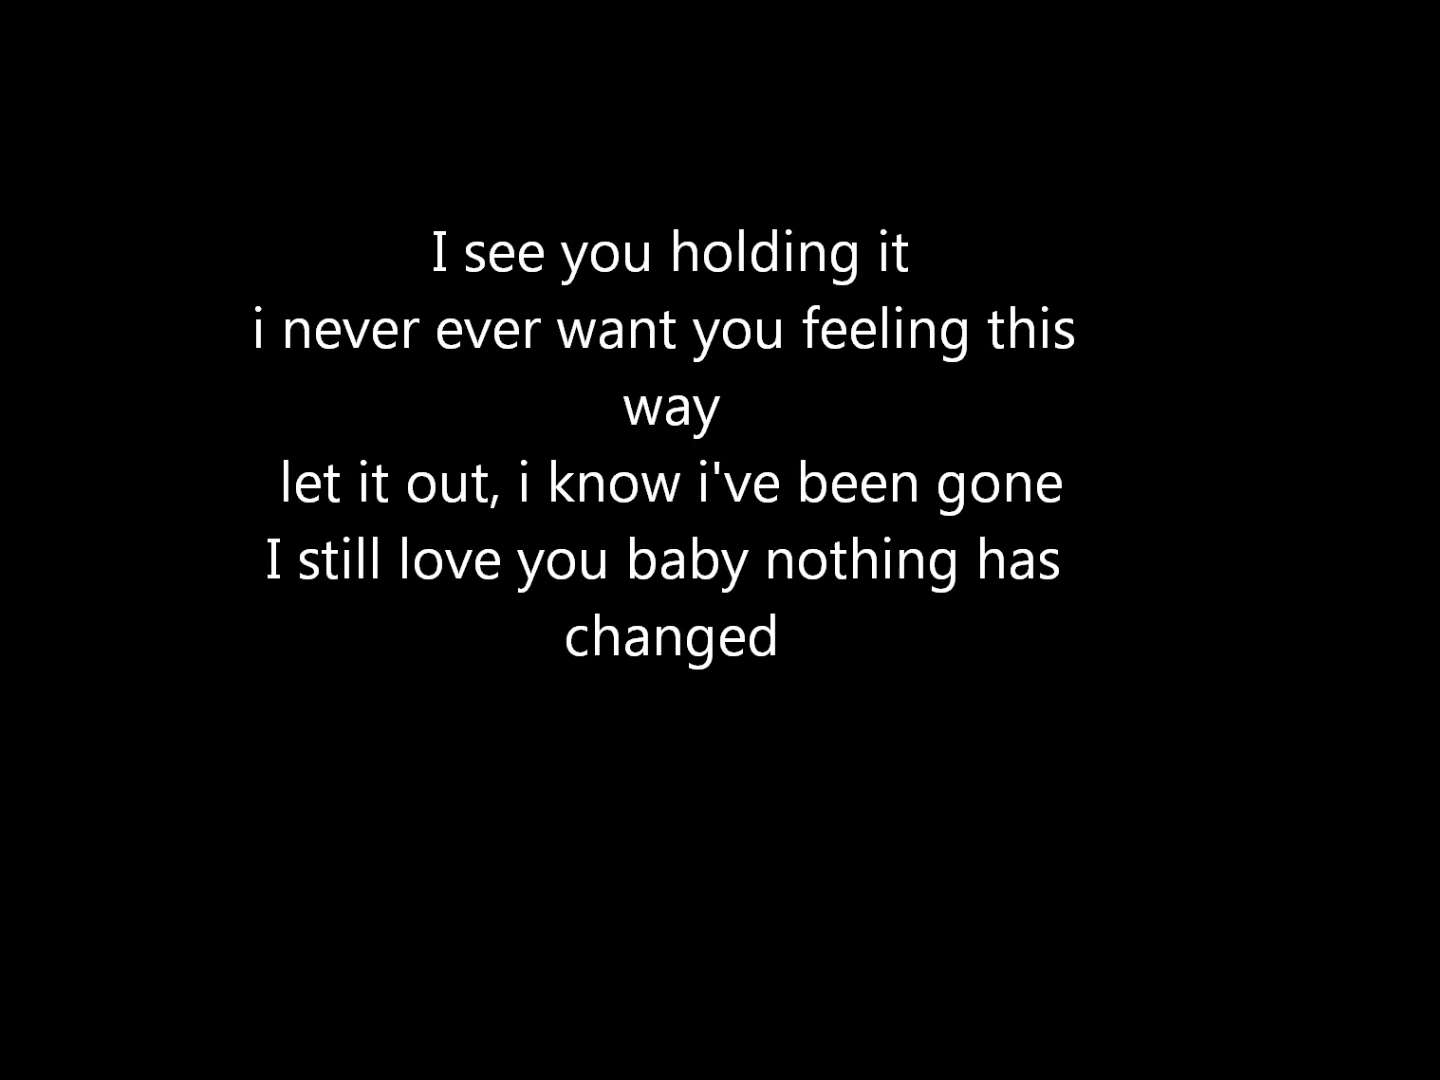 I see you holding it
i never ever want you feeling this
way
let it out, i know i've been gone
I still love you baby nothing has
changed